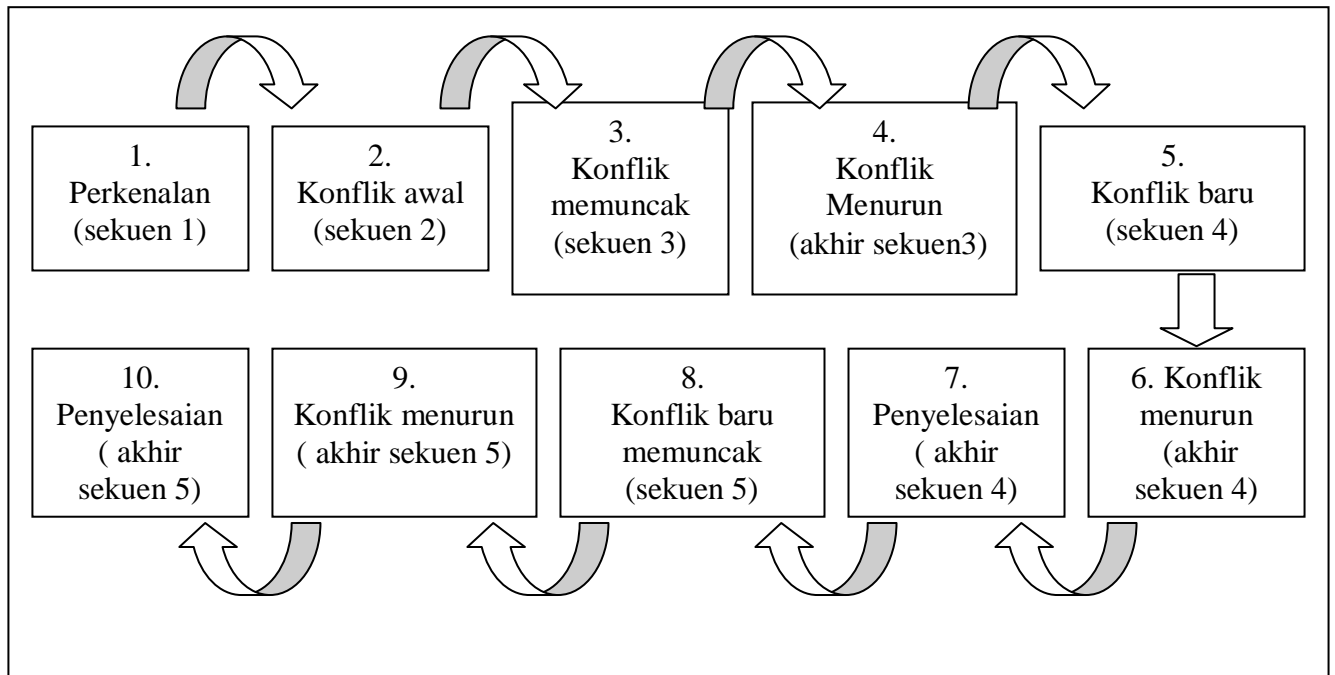 1.
Perkenalan
(sekuen 1)
2.
Konflik awal
(sekuen 2)
3.
Konflik
memuncak
(sekuen 3)
4.
Konflik
Menurun
(akhir sekuen3)
5.
Konflik baru
(sekuen 4)
6. Konflik
menurun
(akhir
sekuen 4)
7.
Penyelesaian
( akhir
sekuen 4)
8.
Konflik baru
memuncak
(sekuen 5)
9.
Konflik menurun
( akhir sekuen 5)
10.
Penyelesaian
( akhir
sekuen 5)